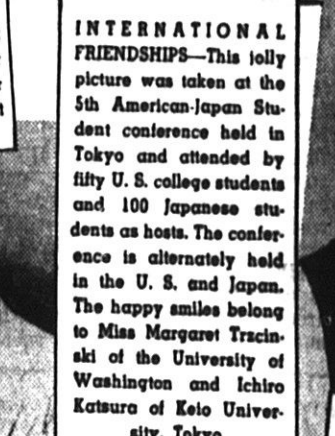 INTERNATIONAL
FRIENDSHIPS—This jolly
picture was taken at the
5th American-Japan Stu-
dent conference held in
Tokyo and attended by
fifty U. S. college students
and 100 Japanese stu-
dents as hosts. The confer-
ence is alternately held
in the U. S. and Japan.
The happy smiles belong
to Miss Margaret Trzcin-
ski of the University of
Washington and Ichiro
Katsura of Keio Univer-
sity, Tokyo